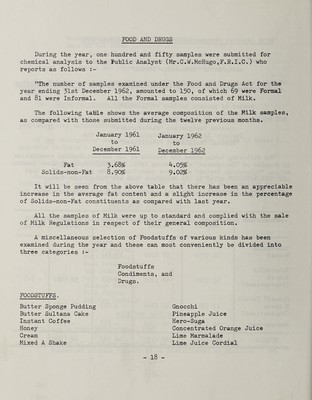 FOOD AND DRUGS
During the year, one hundred and fifty samples were submitted for
chemical analysis to the Public Analyst (Mr.C.W.McHugo,F.R.I.C.) who
reports as follows :-
"The number of samples examined under the Food and Drugs Act for the
year ending 31st December 1962, amounted to 150, of which 69 were Formal
and 81 were Informal. All the Formal samples consisted of Milk.
The following table shows the average composition of the Milk samples,
as compared with those submitted during the twelve previous months.
January 1961 January 1962
to to
December 1961 December 1962
Fat 3.68% 4.05%
Solids-non-Fat 8.90% 9.02%
It will be seen from the above table that there has been an appreciable
increase in the average fat content and a slight increase in the percentage
of Solids-non-Fat constituents as compared with last year.
All the samples of Milk were up to standard and complied with the sale
of Milk Regulations in respect of their general composition.
A miscellaneous selection of Foodstuffs of various kinds has been
examined during the year and these can most conveniently be divided into
three categories :-
Foodstuffs
Condiments, and
Drugs.
FOODSTUFFS.
Butter Sponge Pudding Gnocchi
Butter Sultana Cake Pineapple Juice
Instant Coffee Nero-Suga
Honey Concentrated Orange Juice
Cream Lime Marmalade
Mixed A Shake Lime Juice Cordial
- 18 -